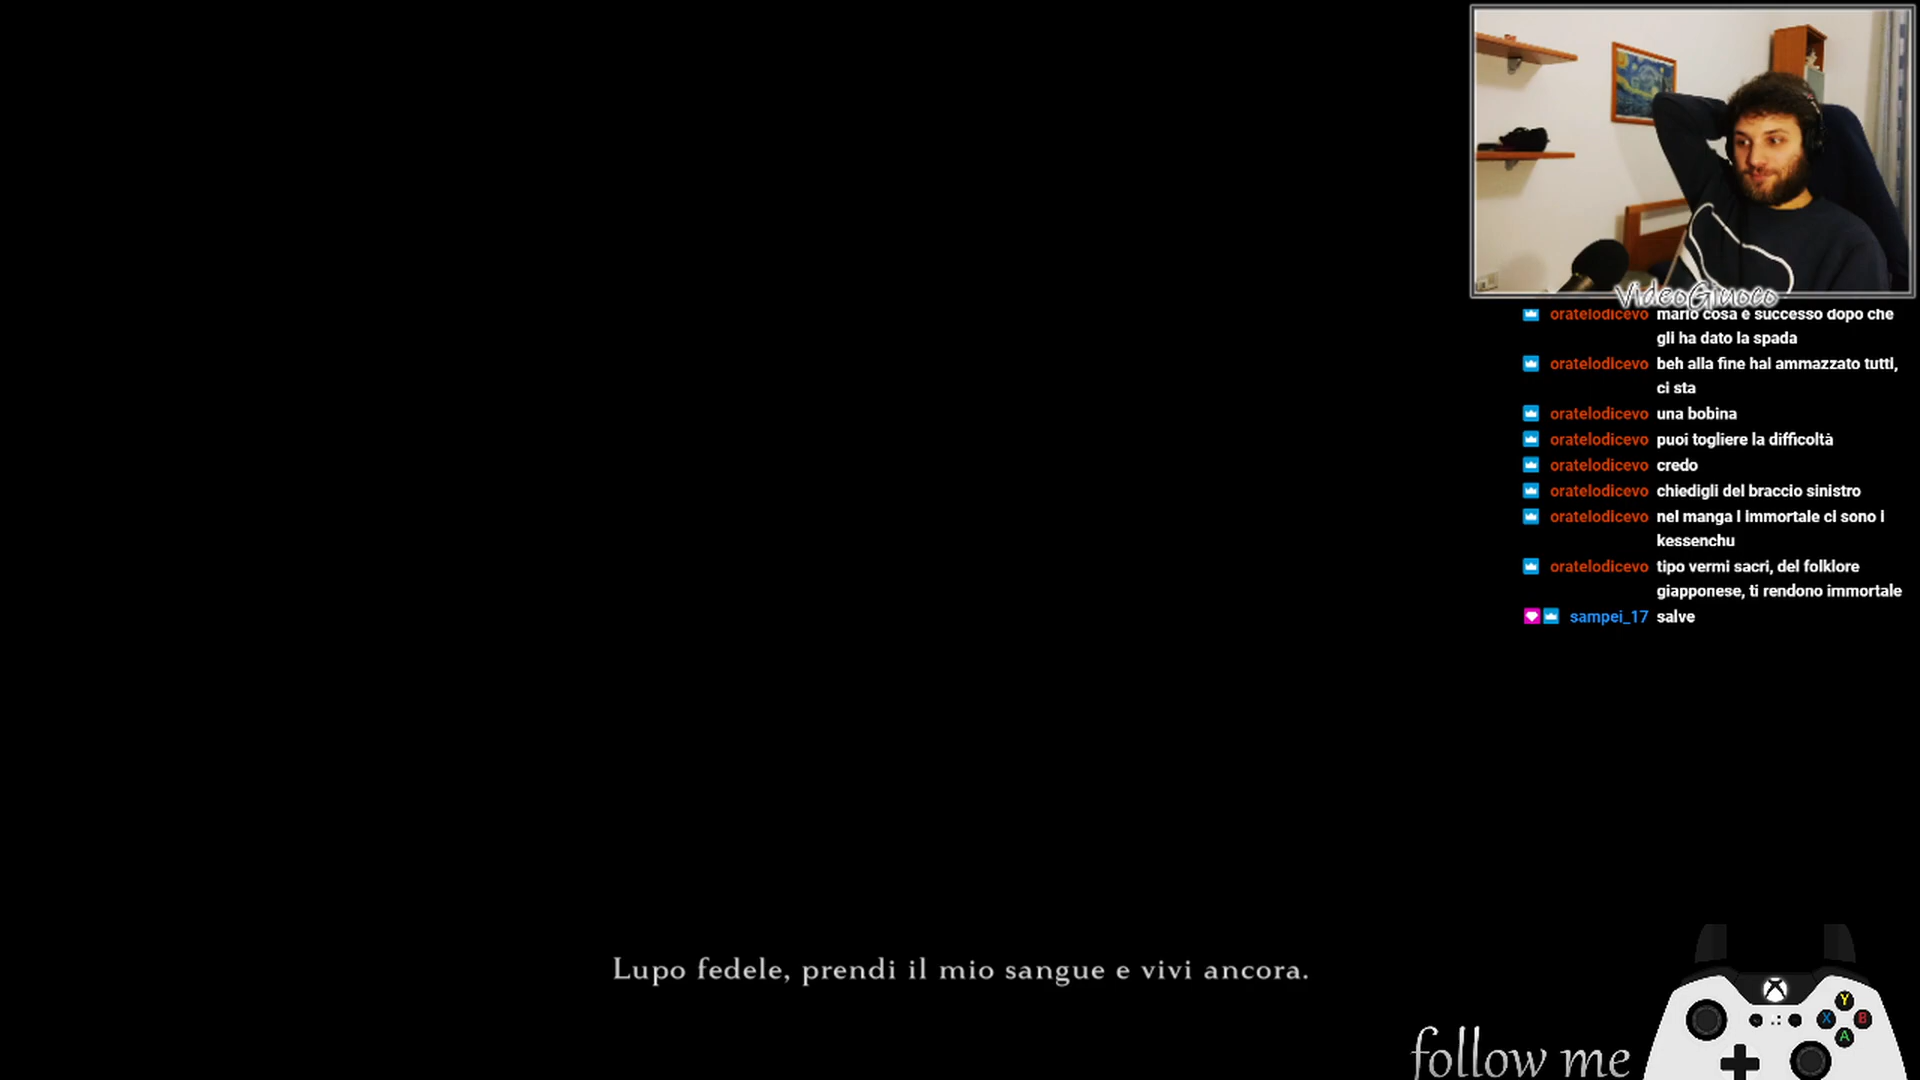 VideoGiuoco
oratelodicevo mario cosa è successo dopo che
gli ha dato la spada
oratelodicevo beh alla fine hai ammazzato tutti,
ci sta
oratelodicevo una bobina
oratelodicevo puoi togliere la difficoltà
oratelodicevo credo
oratelodicevo chiedigli del braccio sinistro
oratelodicevo nel manga l immortale ci sono i
kessenchu
oratelodicevo tipo vermi sacri, del folklore
giapponese, ti rendono immortale
sampei_17 salve
Lupo fedele, prendi il mio sangue e vivi ancora.
follow me
Y
X B
A